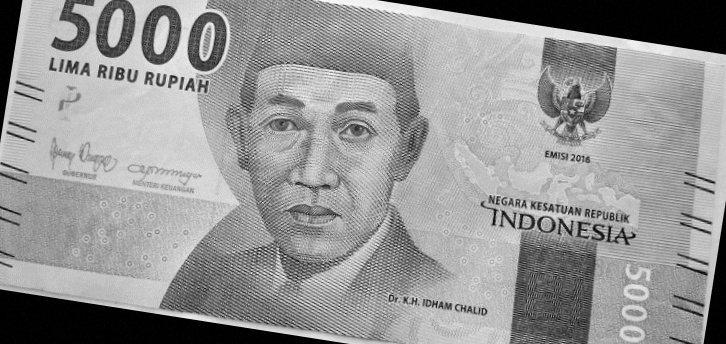 5000
LIMA RIBU RUPIAH
GUBERNUR
MENTERI KEUANGAN
EMISI 2016
NEGARA KESATUAN REPUBLIK
INDONESIA
Dr. K.H. IDHAM CHALID
5000